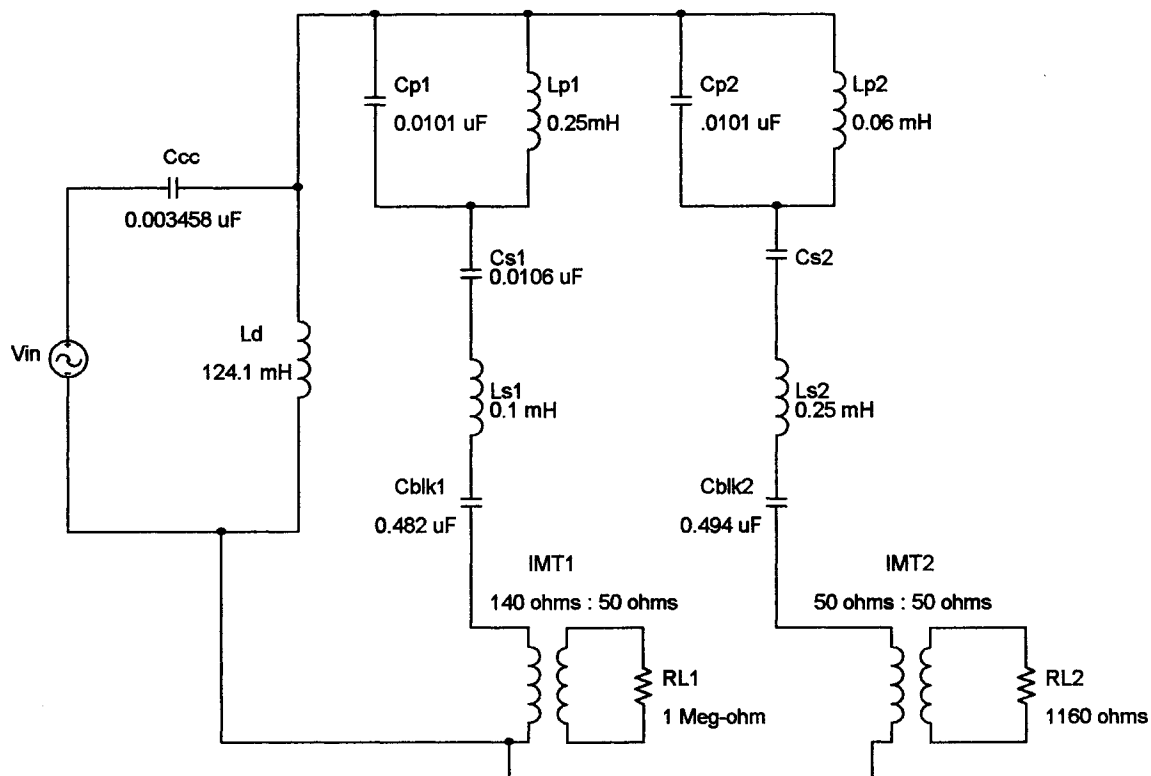 Cp1
0.0101 uF
Lp1
0.25mH
Cp2
.0101 uF
Lp2
0.06 mH
Ccc
0.003458 uF
Cs1
0.0106 uF
Cs2
Vin
Ld
124.1 mH
Ls1
0.1 mH
Ls2
0.25 mH
Cblk1
0.482 uF
Cblk2
0.494 uF
IMT1
140 ohms : 50 ohms
IMT2
50 ohms : 50 ohms
RL1
1 Meg-ohm
RL2
1160 ohms